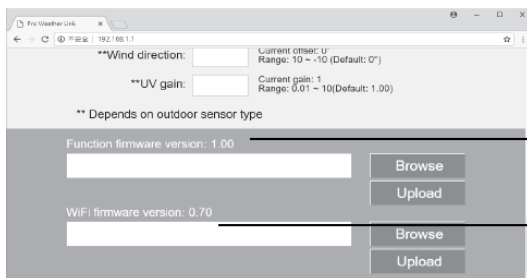 Pro Weather Link
192.168.1.1
**Wind direction:
Current offset: 0°
Range: 10 ~ -10 (Default: 0°)
**UV gain:
Current gain: 1
Range: 0.01 ~ 10(Default: 1.00)
** Depends on outdoor sensor type
Function firmware version: 1.00
Browse
Upload
WiFi firmware version: 0.70
Browse
Upload